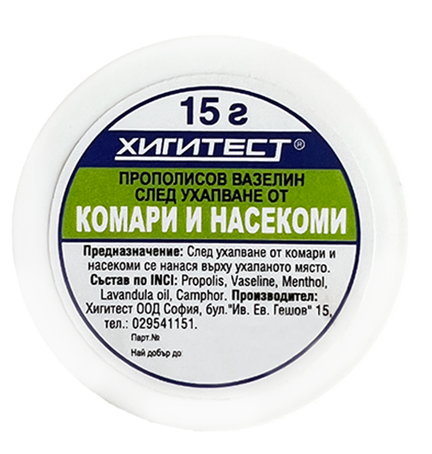 15 г
ХИГИТЕСТ®
ПРОПОЛИСОВ ВАЗЕЛИН
СЛЕД УХАПВАНЕ ОТ
КОМАРИ И НАСЕКОМИ
Предназначение: След ухапване от комари и
насекоми се нанася върху ухапаното място.
Състав по INCI: Propolis, Vaseline, Menthol,
Lavandula oil, Camphor. Производител:
Хигитест ООД София, бул."Ив. Ев. Гешов" 15,
тел.: 029541151.
Парт.№
Най добър до: